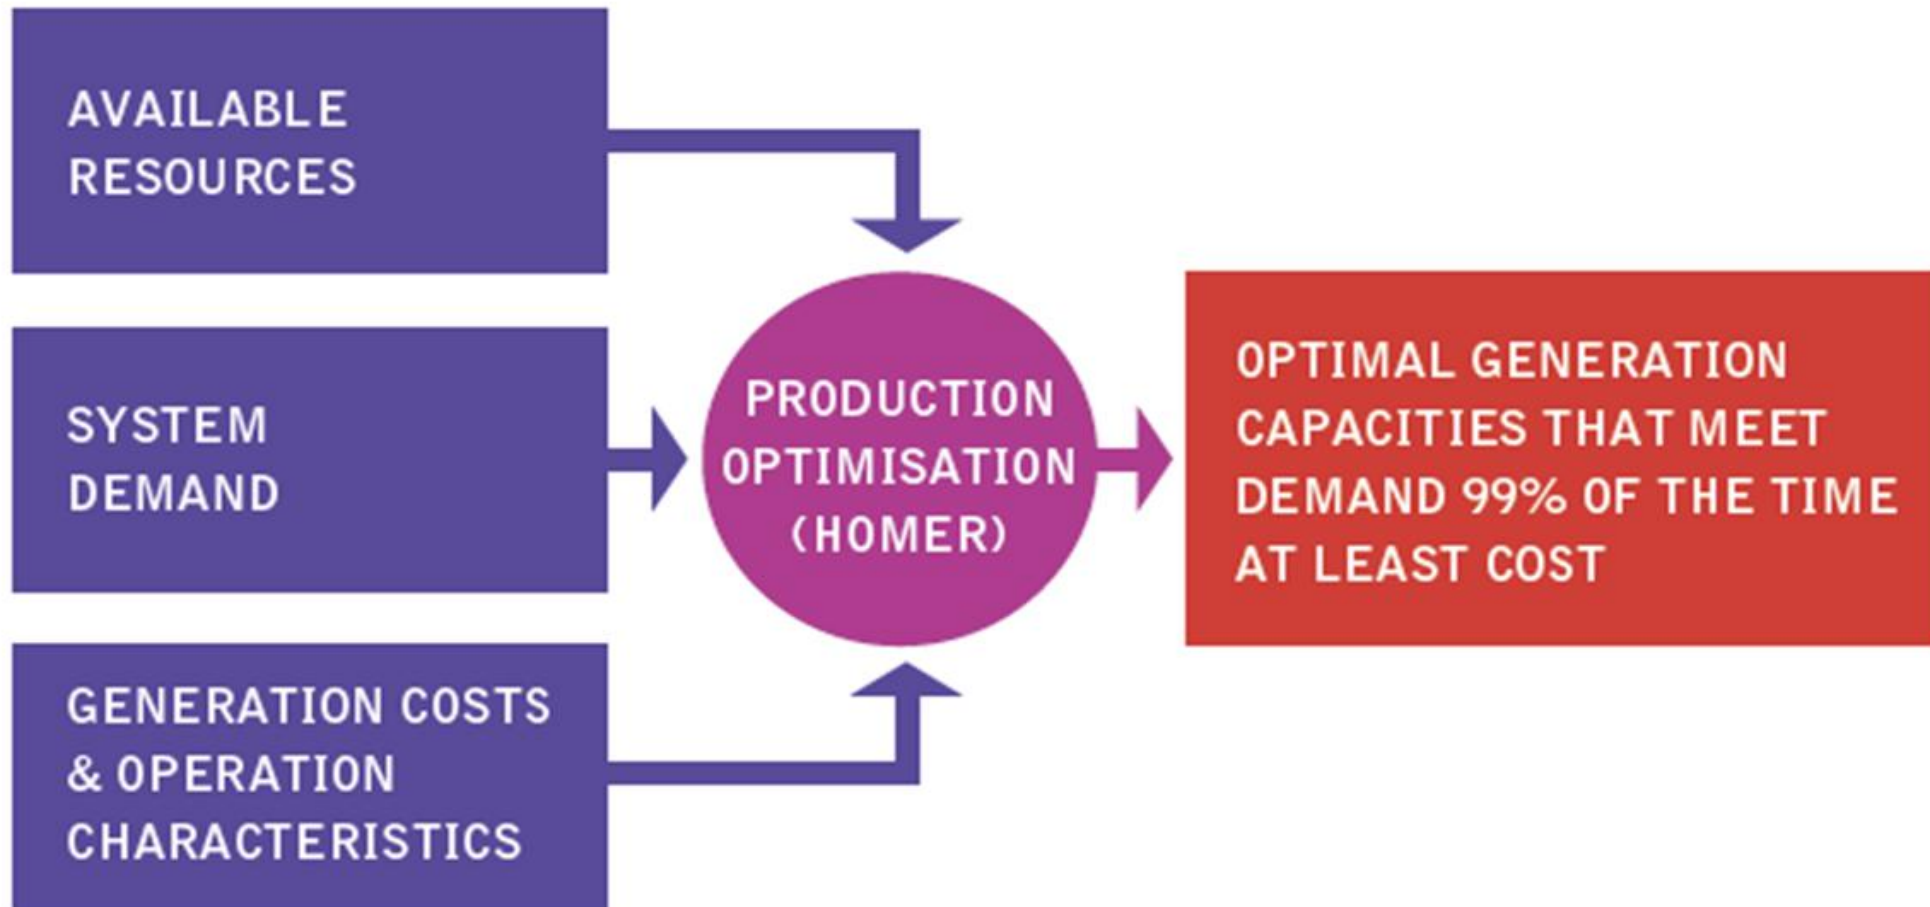 AVAILABLE
RESOURCES
SYSTEM
DEMAND
GENERATION COSTS
& OPERATION
CHARACTERISTICS
PRODUCTION
OPTIMISATION
(HOMER)
OPTIMAL GENERATION
CAPACITIES THAT MEET
DEMAND 99% OF THE TIME
AT LEAST COST